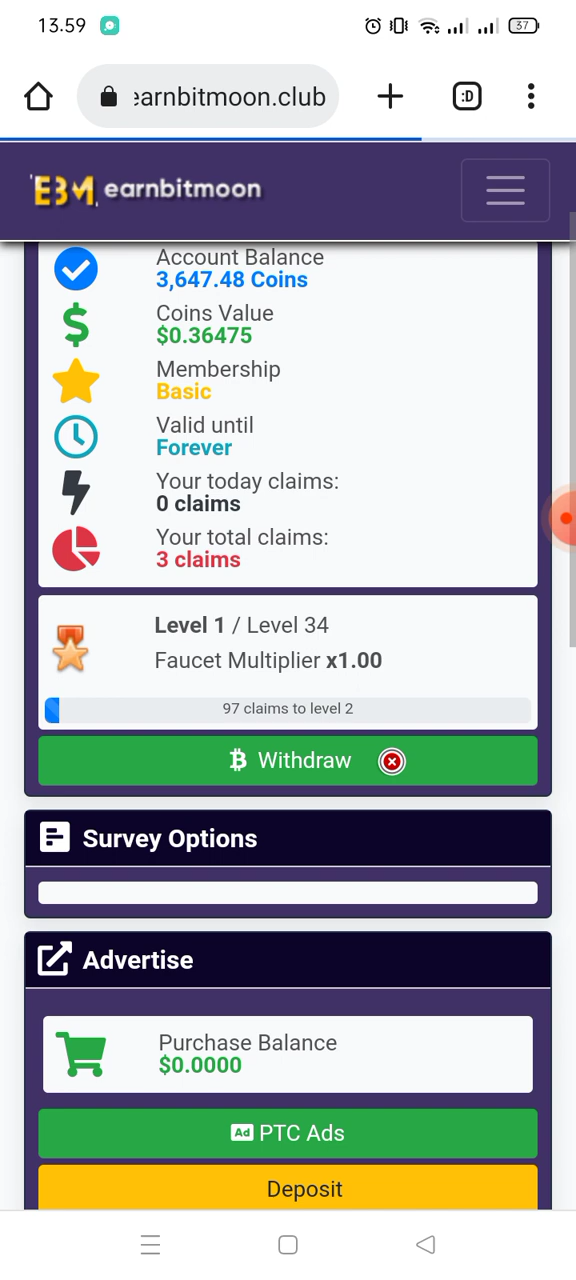 13.59
37
earnbitmoon.club
:D
EBM earnbitmoon
Account Balance
3,647.48 Coins
Coins Value
$0.36475
Membership
Basic
Valid until
Forever
Your today claims:
0 claims
Your total claims:
3 claims
Level 1 / Level 34
Faucet Multiplier x1.00
97 claims to level 2
Withdraw
Survey Options
Advertise
Purchase Balance
$0.0000
Ad PTC Ads
Deposit